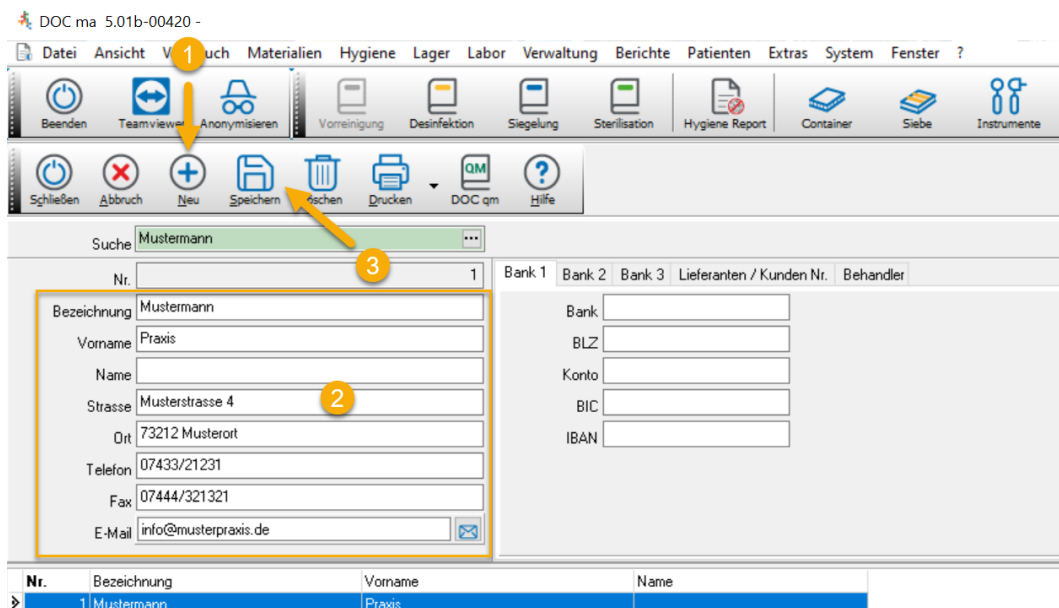 DOC ma 5.01b-00420 -
Datei Ansicht V uch Materialien Hygiene Lager Labor Verwaltung Berichte Patienten Extras System Fenster ?
1
Beenden Teamviewer Anonymisieren Vorreinigung Desinfektion Siegelung Sterilisation Hygiene Report Container Siebe Instrumente
QM
Schließen Abbruch Neu Speichern öschen Drucken DOC qm Hilfe
Suche Mustermann ...
3
Nr. 1
Bank 1 Bank 2 Bank 3 Lieferanten / Kunden Nr. Behandler
Bezeichnung Mustermann
Vorname Praxis
Name
Strasse Musterstrasse 4
2
Ort 73212 Musterort
Telefon 07433/21231
Fax 07444/321321
E-Mail info@musterpraxis.de
Bank
BLZ
Konto
BIC
IBAN
Nr. Bezeichnung Vorname Name
1 Mustermann Praxis